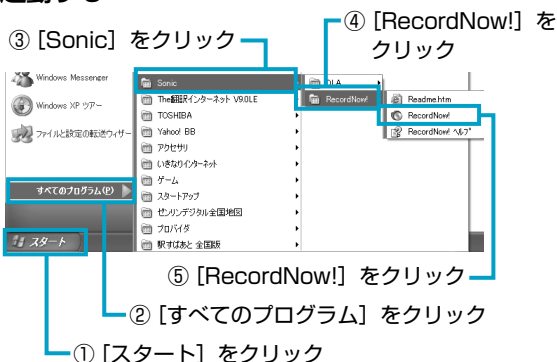 ③ [Sonic] をクリック
④ [RecordNow!] を
クリック
Windows Messenger
Windows XP ツアー
ファイルと設定の転送ウィザー
すべてのプログラム(P)
スタート
Sonic
The翻訳インターネット V9.0LE
TOSHIBA
Yahoo! BB
アクセサリ
いきなりインターネット
ゲーム
スタートアップ
ゼンリンデジタル全国地図
プロバイダ
駅すぱあと 全国版
DLA
RecordNow!
Readme.htm
RecordNow!
RecordNow! ヘルプ
⑤ [RecordNow!] をクリック
② [すべてのプログラム] をクリック
① [スタート] をクリック